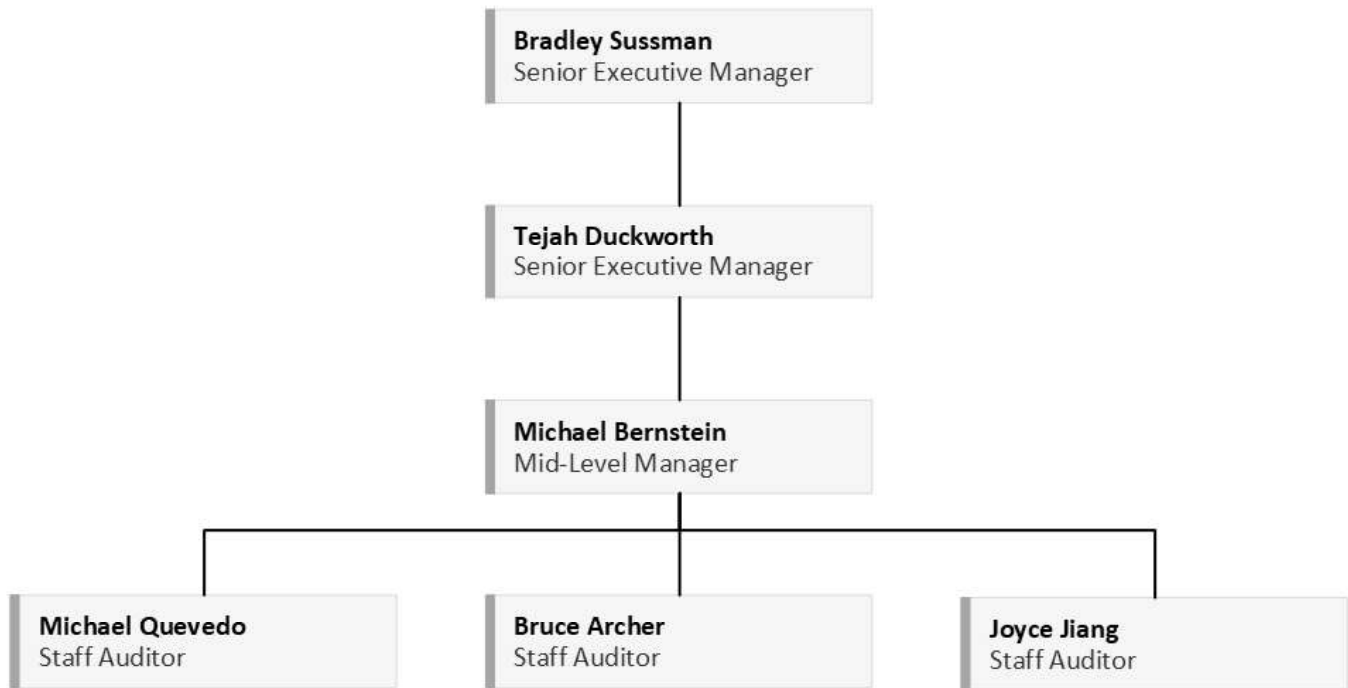 Bradley Sussman
Senior Executive Manager
Tejah Duckworth
Senior Executive Manager
Michael Bernstein
Mid-Level Manager
Michael Quevedo
Staff Auditor
Bruce Archer
Staff Auditor
Joyce Jiang
Staff Auditor